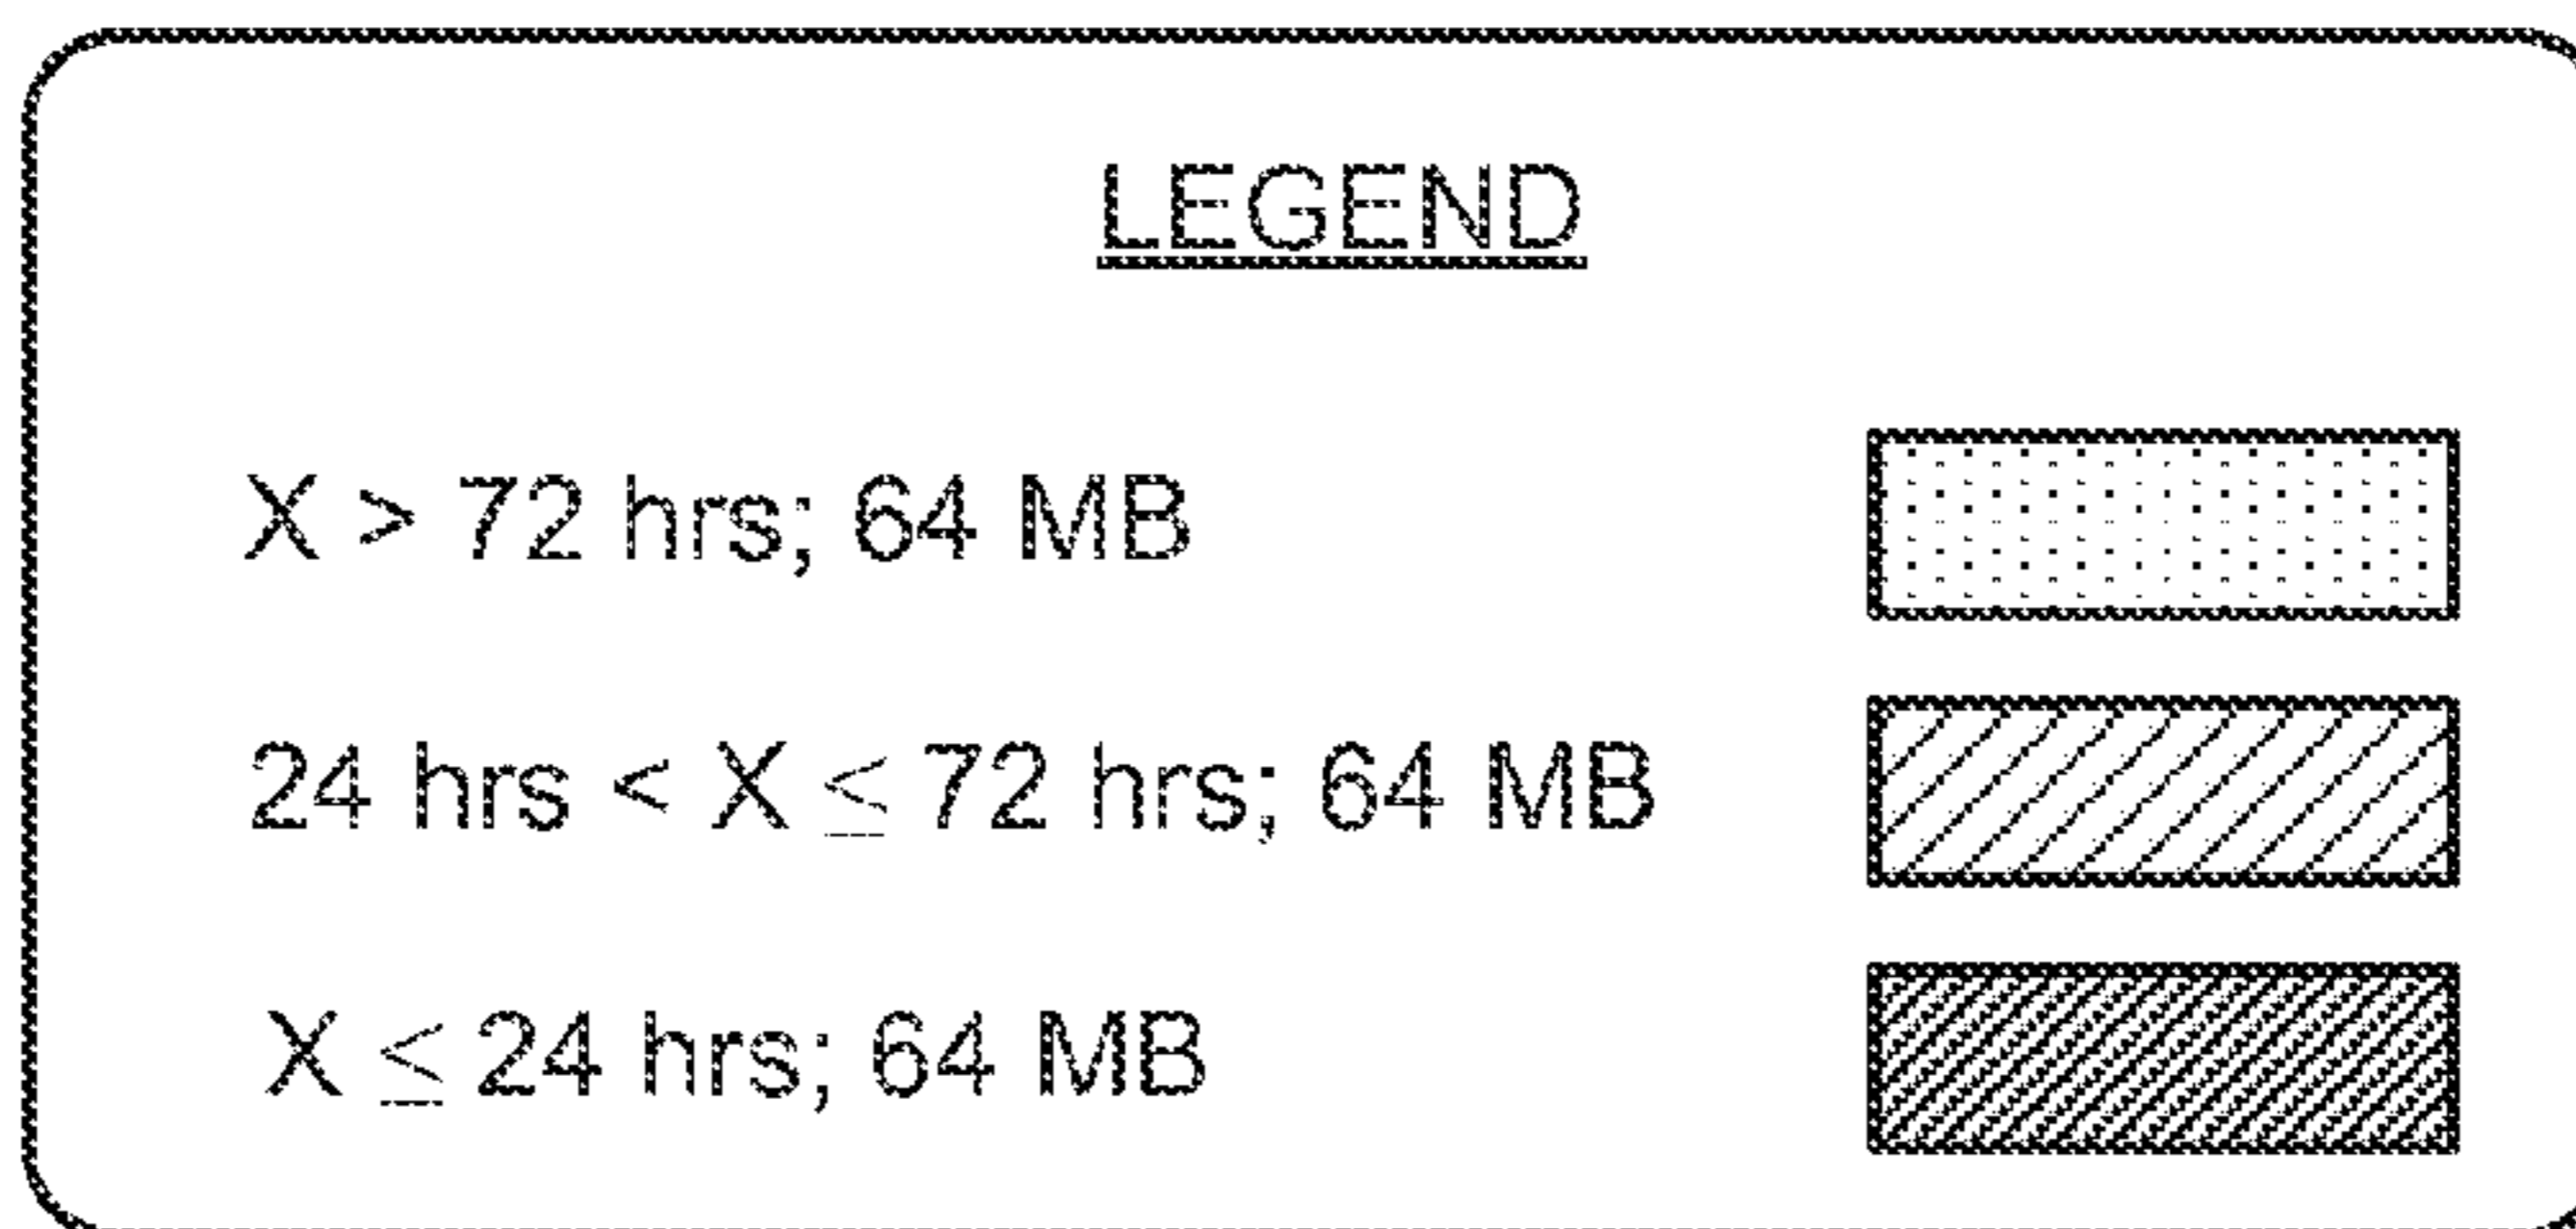 LEGEND
X > 72 hrs; 64 MB
24 hrs < X ≤ 72 hrs; 64 MB
X ≤ 24 hrs; 64 MB